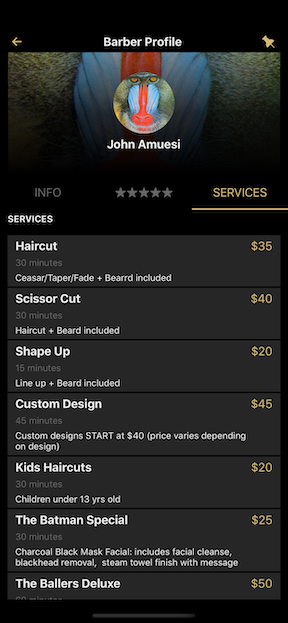 Barber Profile
John Amuesi
INFO
SERVICES
SERVICES
Haircut $35
30 minutes
Ceasar/Taper/Fade + Bearrd included
Scissor Cut $40
30 minutes
Haircut + Beard included
Shape Up $20
15 minutes
Line up + Beard included
Custom Design $45
45 minutes
Custom designs START at $40 (price varies depending
on design)
Kids Haircuts $20
30 minutes
Children under 13 yrs old
The Batman Special $25
30 minutes
Charcoal Black Mask Facial: includes facial cleanse,
blackhead removal, steam towel finish with message
The Ballers Deluxe $50
60 minutes